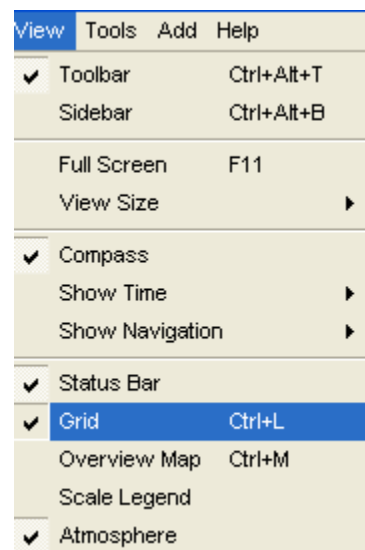 View Tools Add Help
Toolbar Ctrl+Alt+T
Sidebar Ctrl+Alt+B
Full Screen F11
View Size
Compass
Show Time
Show Navigation
Status Bar
Grid Ctrl+L
Overview Map Ctrl+M
Scale Legend
Atmosphere